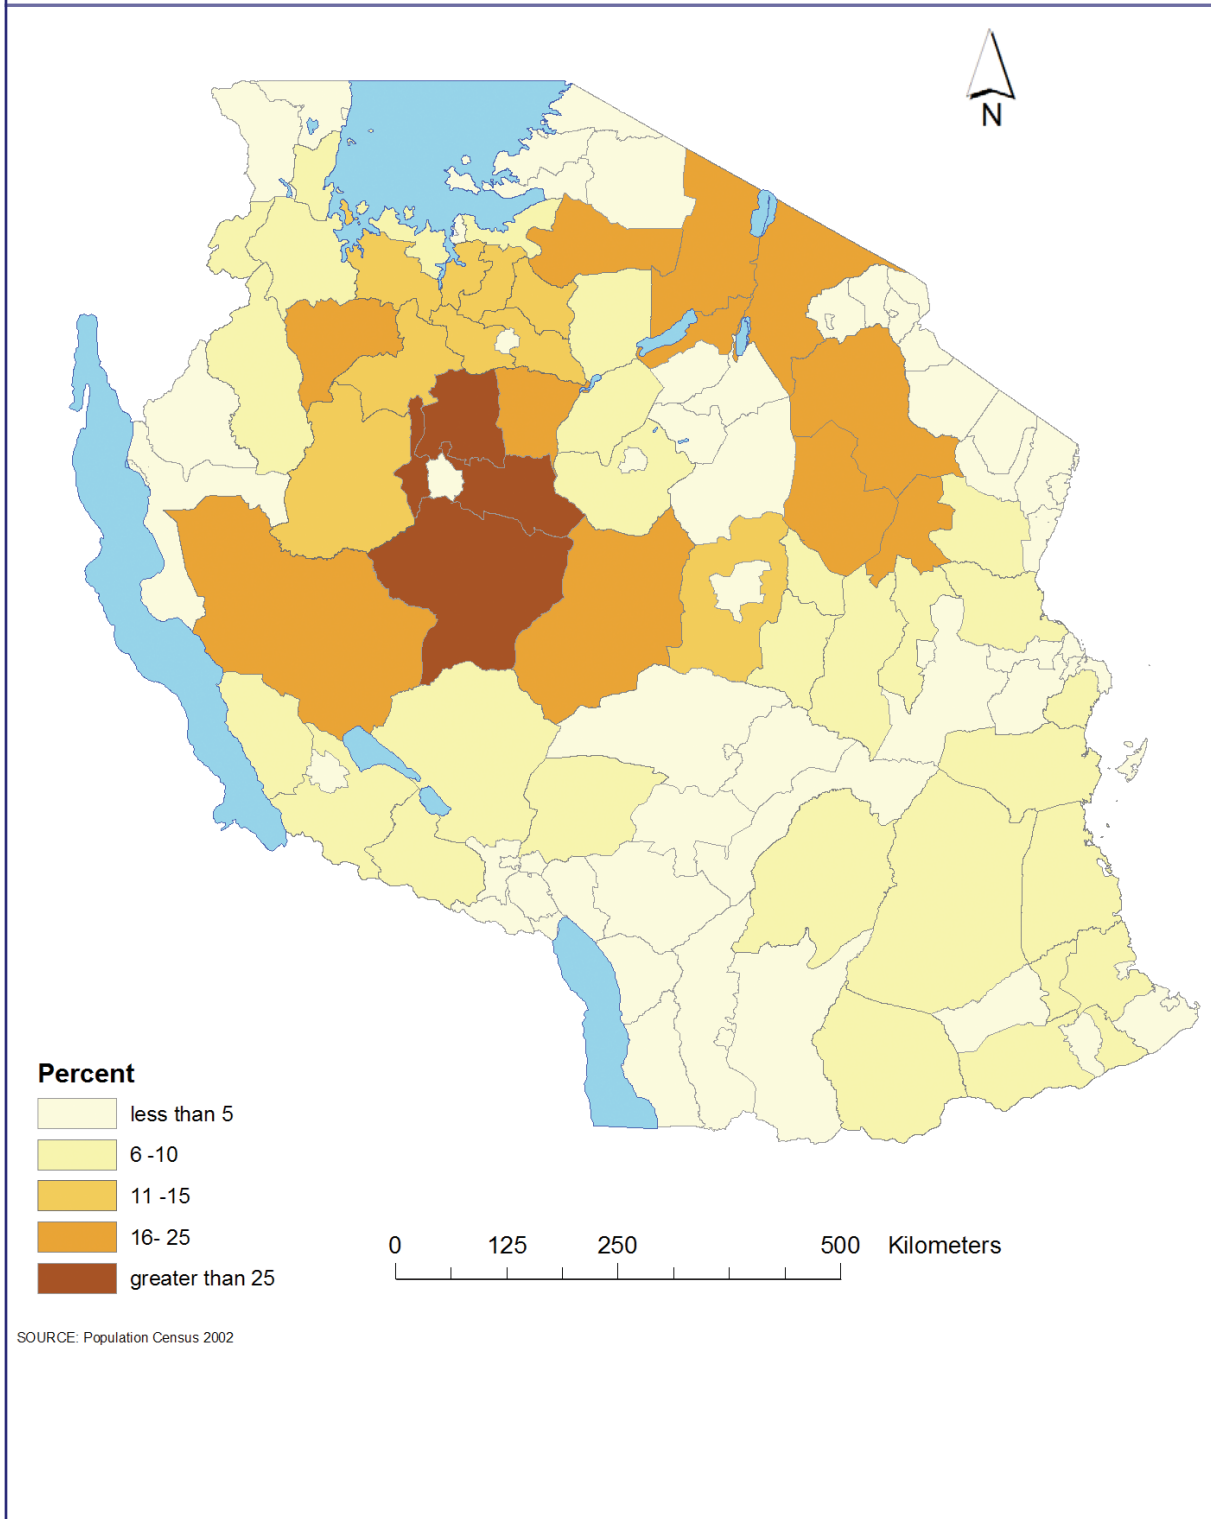 N
Percent
less than 5
6 -10
11 -15
16- 25
greater than 25
0 125 250 500 Kilometers
SOURCE: Population Census 2002